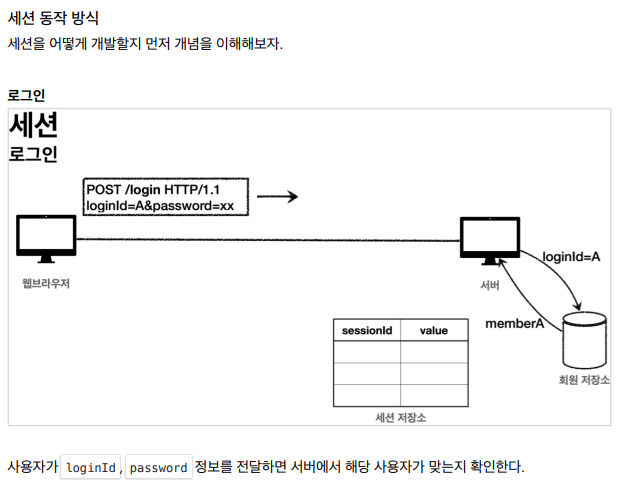 세션 동작 방식
세션을 어떻게 개발할지 먼저 개념을 이해해보자.
로그인
세션
로그인
POST /login HTTP/1.1
loginId=A&password=xx
웹브라우저
서버
loginId=A
memberA
회원 저장소
sessionId value
세션 저장소
사용자가 loginId, password 정보를 전달하면 서버에서 해당 사용자가 맞는지 확인한다.